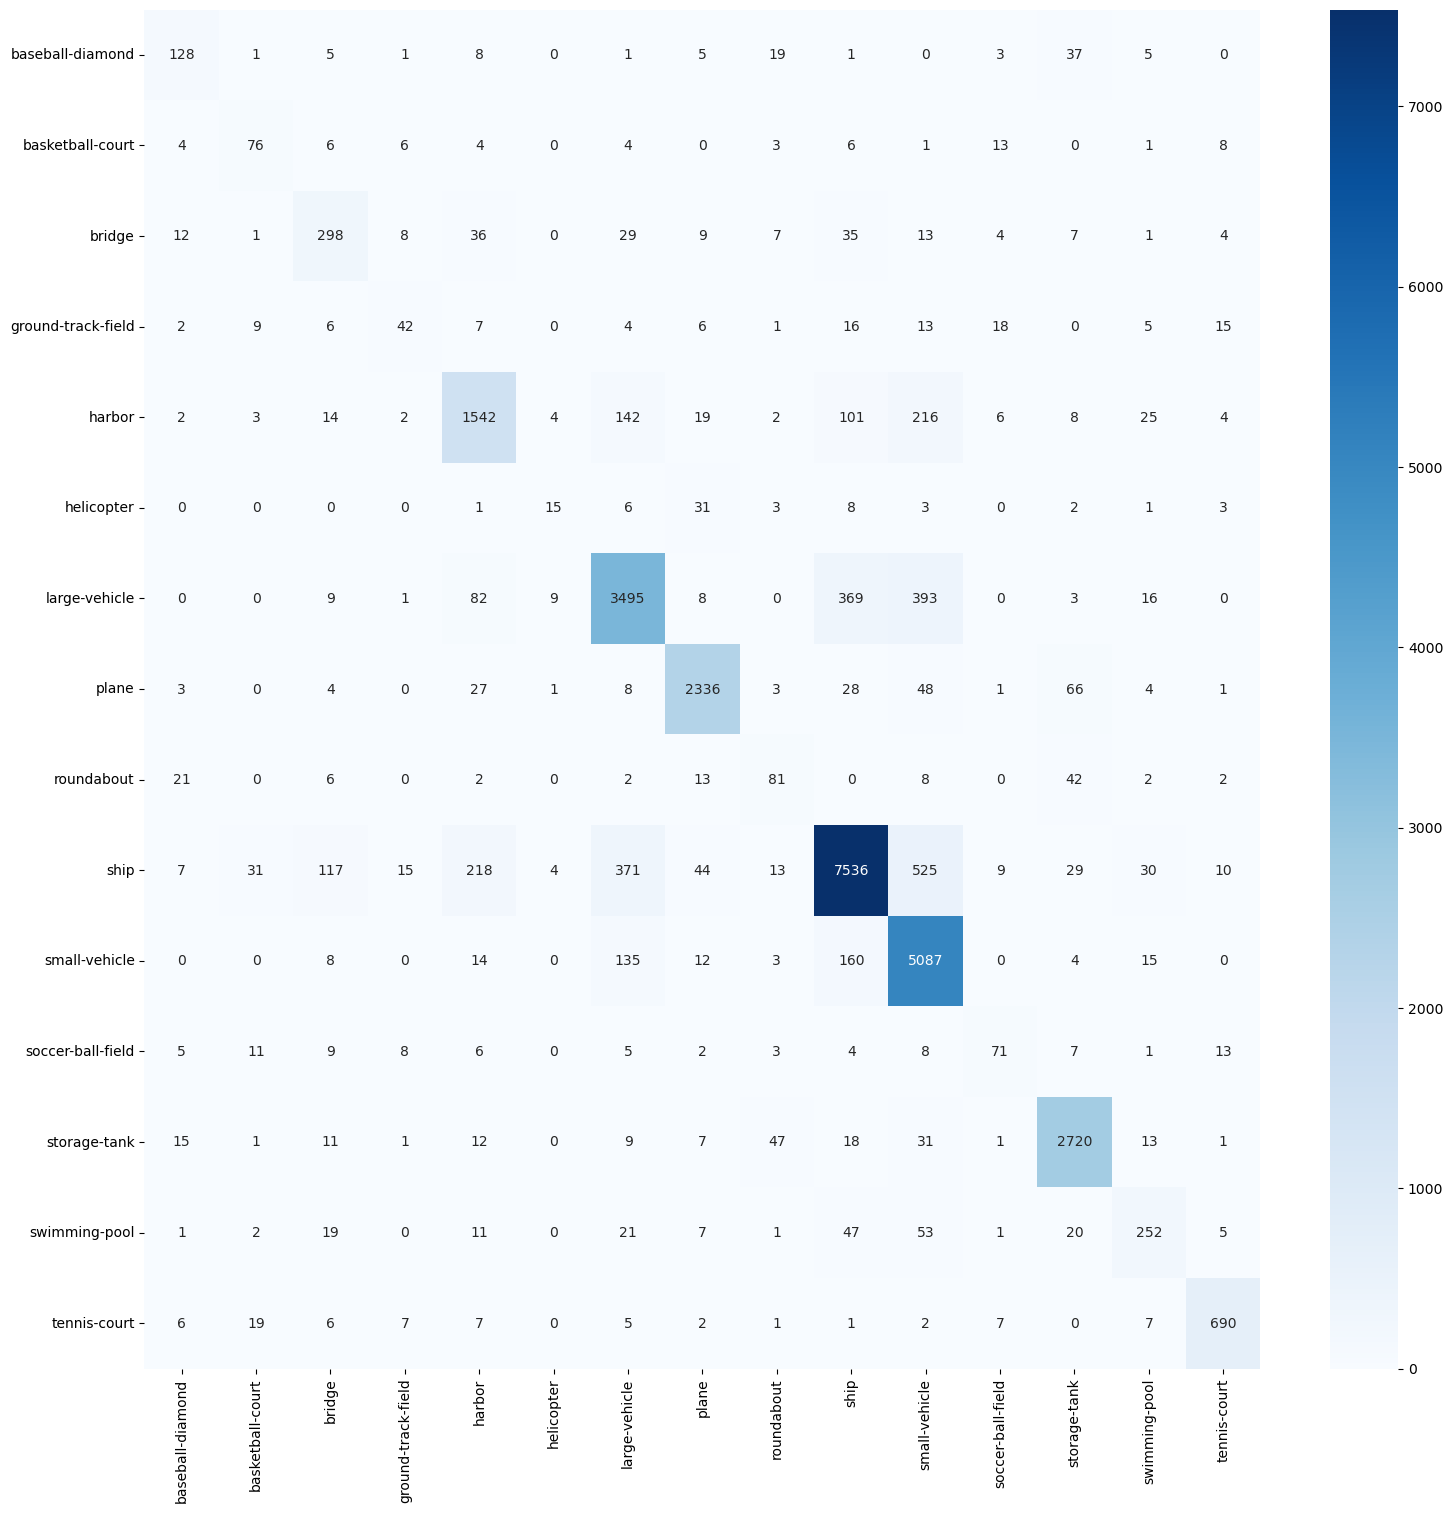 baseball-diamond 128 1 5 1 8 0 1 5 19 1 0 3 37 5 0
basketball-court 4 76 6 6 4 0 4 0 3 6 1 13 0 1 8
bridge 12 1 298 8 36 0 29 9 7 35 13 4 7 1 4
ground-track-field 2 9 6 42 7 0 4 6 1 16 13 18 0 5 15
harbor 2 3 14 2 1542 4 142 19 2 101 216 6 8 25 4
helicopter 0 0 0 0 1 15 6 31 3 8 3 0 2 1 3
large-vehicle 0 0 9 1 82 9 3495 8 0 369 393 0 3 16 0
plane 3 0 4 0 27 1 8 2336 3 28 48 1 66 4 1
roundabout 21 0 6 0 2 0 2 13 81 0 8 0 42 2 2
ship 7 31 117 15 218 4 371 44 13 7536 525 9 29 30 10
small-vehicle 0 0 8 0 14 0 135 12 3 160 5087 0 4 15 0
soccer-ball-field 5 11 9 8 6 0 5 2 3 4 8 71 7 1 13
storage-tank 15 1 11 1 12 0 9 7 47 18 31 1 2720 13 1
swimming-pool 1 2 19 0 11 0 21 7 1 47 53 1 20 252 5
tennis-court 6 19 6 7 7 0 5 2 1 1 2 7 0 7 690
baseball-diamond
basketball-court
bridge
ground-track-field
harbor
helicopter
large-vehicle
plane
roundabout
ship
small-vehicle
soccer-ball-field
storage-tank
swimming-pool
tennis-court
7000
6000
5000
4000
3000
2000
1000
0